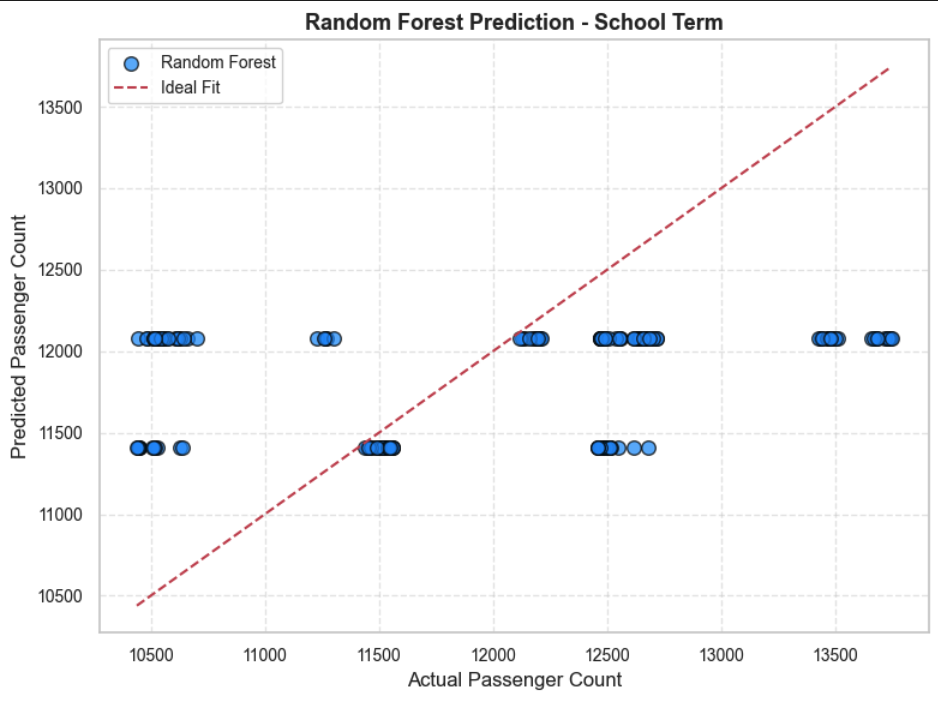 Random Forest Prediction - School Term
Random Forest
Ideal Fit
Predicted Passenger Count
13500
13000
12500
12000
11500
11000
10500
10500 11000 11500 12000 12500 13000 13500
Actual Passenger Count